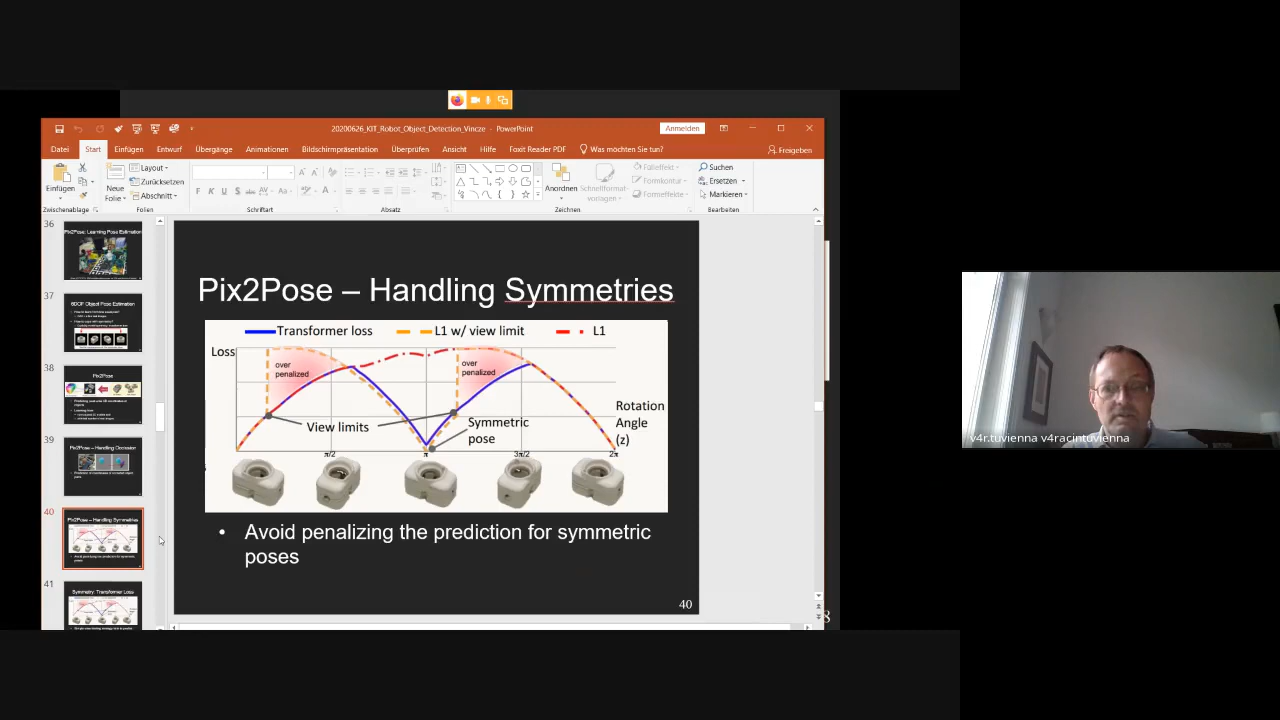 20200626_KIT_Robot_Object_Detection_Vincze - PowerPoint
Anmelden
Datei Start Einfügen Entwurf Übergänge Animationen Bildschirmpräsentation Überprüfen Ansicht Hilfe Foxit Reader PDF Was möchten Sie tun? Freigeben
Einfügen
Neue
Folie
Layout
Zurücksetzen
Abschnitt
F K U S
Anordnen
Schnellformat-
vorlagen
Fülleffekt
Formkontur
Formeffekte
Suchen
Ersetzen
Markieren
Zwischenablage Folien Schriftart Absatz Zeichnen Bearbeiten
36
Pix2Pose: Learning Pose Estimation
37
6DOF Object Pose Estimation
38
Pix2Pose
39
Pix2Pose – Handling Occlusion
40
Pix2Pose – Handling Symmetries
41
Symmetry: Transformer Loss
Pix2Pose – Handling Symmetries
Transformer loss L1 w/ view limit L1
Loss
over
penalized
over
penalized
View limits
Symmetric
pose
Rotation
Angle
(z)
π/2 π 3π/2 2π
• Avoid penalizing the prediction for symmetric
poses
40
8
v4r.tuvienna v4racintuvienna